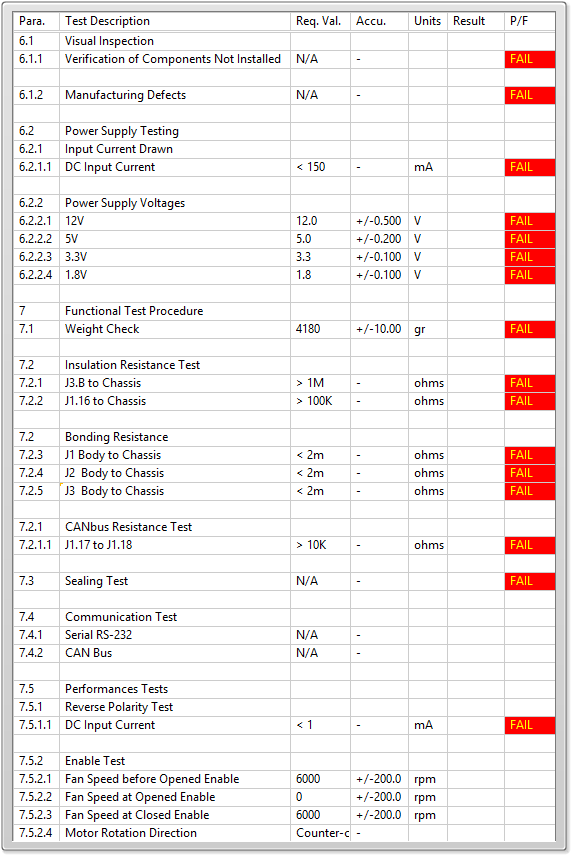 Para. Test Description Req. Val. Accu. Units Result P/F
6.1 Visual Inspection
6.1.1 Verification of Components Not Installed N/A - FAIL
6.1.2 Manufacturing Defects N/A - FAIL
6.2 Power Supply Testing
6.2.1 Input Current Drawn
6.2.1.1 DC Input Current < 150 - mA FAIL
6.2.2 Power Supply Voltages
6.2.2.1 12V 12.0 +/-0.500 V FAIL
6.2.2.2 5V 5.0 +/-0.200 V FAIL
6.2.2.3 3.3V 3.3 +/-0.100 V FAIL
6.2.2.4 1.8V 1.8 +/-0.100 V FAIL
7 Functional Test Procedure
7.1 Weight Check 4180 +/-10.00 gr FAIL
7.2 Insulation Resistance Test
7.2.1 J3.B to Chassis > 1M - ohms FAIL
7.2.2 J1.16 to Chassis > 100K - ohms FAIL
7.2 Bonding Resistance
7.2.3 J1 Body to Chassis < 2m - ohms FAIL
7.2.4 J2 Body to Chassis < 2m - ohms FAIL
7.2.5 J3 Body to Chassis < 2m - ohms FAIL
7.2.1 CANbus Resistance Test
7.2.1.1 J1.17 to J1.18 > 10K - ohms FAIL
7.3 Sealing Test N/A - FAIL
7.4 Communication Test
7.4.1 Serial RS-232 N/A -
7.4.2 CAN Bus N/A -
7.5 Performances Tests
7.5.1 Reverse Polarity Test
7.5.1.1 DC Input Current < 1 - mA FAIL
7.5.2 Enable Test
7.5.2.1 Fan Speed before Opened Enable 6000 +/-200.0 rpm
7.5.2.2 Fan Speed at Opened Enable 0 +/-200.0 rpm
7.5.2.3 Fan Speed at Closed Enable 6000 +/-200.0 rpm
7.5.2.4 Motor Rotation Direction Counter-c -